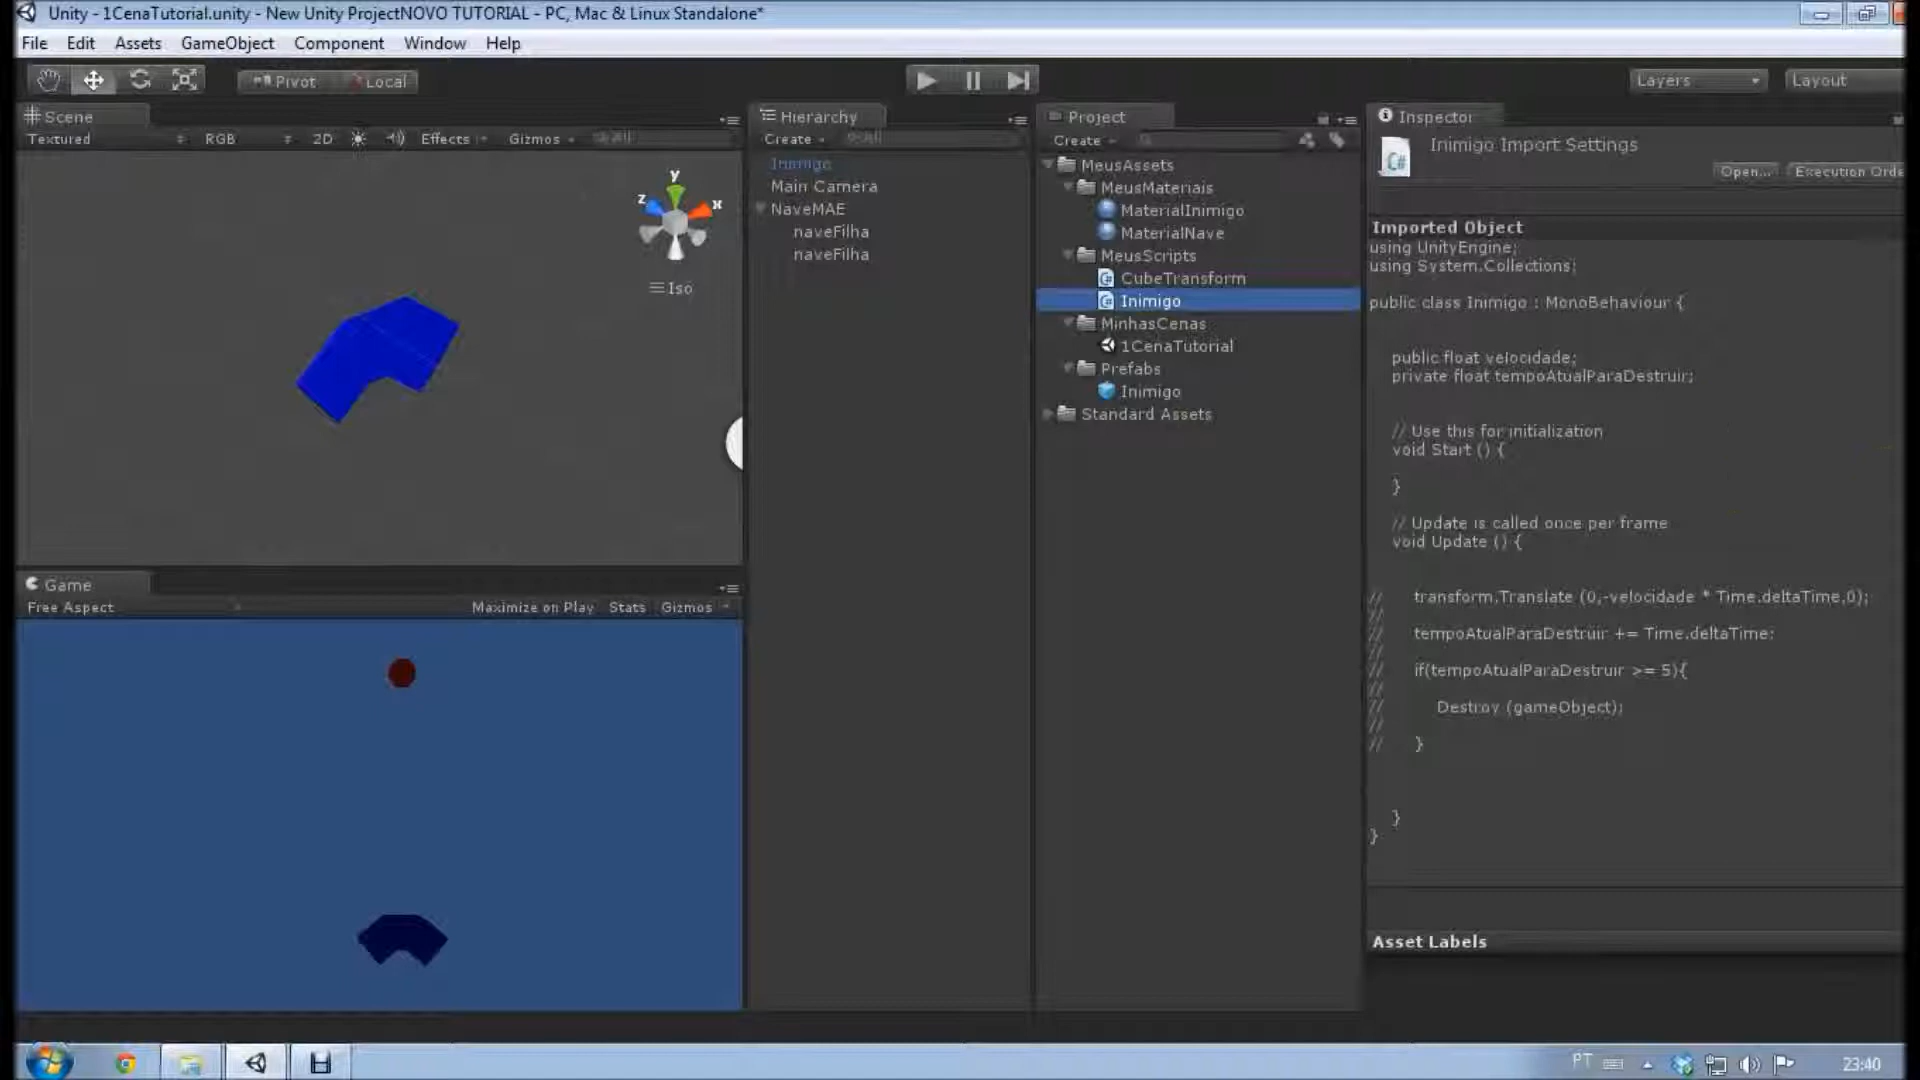 Unity - 1CenaTutorial.unity - New Unity ProjectNOVO TUTORIAL - PC, Mac & Linux Standalone*
File Edit Assets GameObject Component Window Help
Pivot Local Layers Layout
Scene
Textured RGB 2D Effects Gizmos All
y
z x
Iso
Game
Free Aspect Maximize on Play Stats Gizmos
Hierarchy
Create All
Inimigo
Main Camera
NaveMAE
naveFilha
naveFilha
Project
Create
MeusAssets
MeusMateriais
MaterialInimigo
MaterialNave
MeusScripts
CubeTransform
Inimigo
MinhasCenas
1CenaTutorial
Prefabs
Inimigo
Standard Assets
Inspector
C#
Inimigo Import Settings
Open... Execution Orde
Imported Object
using UnityEngine;
using System.Collections;
public class Inimigo : MonoBehaviour {
public float velocidade;
private float tempoAtualParaDestruir;
// Use this for initialization
void Start () {
}
// Update is called once per frame
void Update () {
// transform.Translate (0,-velocidade * Time.deltaTime,0);
//
// tempoAtualParaDestruir += Time.deltaTime;
//
// if(tempoAtualParaDestruir >= 5){
//
// Destroy (gameObject);
//
// }
}
}
Asset Labels
PT 23:40